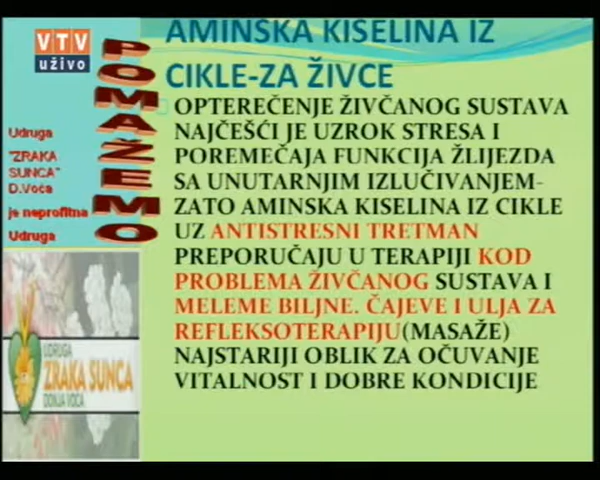 VTV
uživo
POMAŽEMO
Udruga
"ZRAKA
SUNCA"
D.Voća
je neprofitna
Udruga
UDRUGA
ZRAKA SUNCA
DONJA VOĆA
AMINSKA KISELINA IZ
CIKLE-ZA ŽIVCE
OPTEREČENJE ŽIVČANOG SUSTAVA
NAJČEŠĆI JE UZROK STRESA I
POREMEČAJA FUNKCIJA ŽLIJEZDA
SA UNUTARNJIM IZLUČIVANJEM-
ZATO AMINSKA KISELINA IZ CIKLE
UZ ANTISTRESNI TRETMAN
PREPORUČAJU U TERAPIJI KOD
PROBLEMA ŽIVČANOG SUSTAVA I
MELEME BILJNE. ČAJEVE I ULJA ZA
REFLEKSOTERAPIJU(MASAŽE)
NAJSTARIJI OBLIK ZA OČUVANJE
VITALNOST I DOBRE KONDICIJE